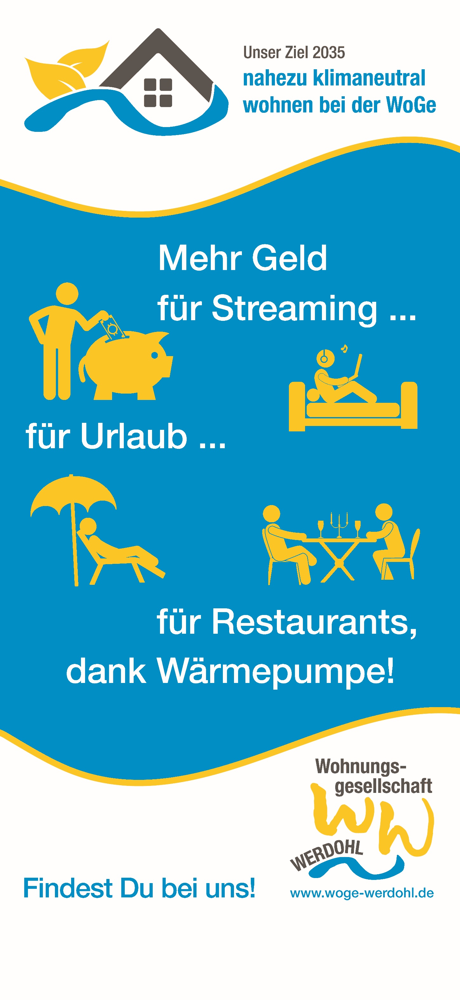 Unser Ziel 2035
nahezu klimaneutral
wohnen bei der WoGe
Mehr Geld
für Streaming ...
für Urlaub ...
für Restaurants,
dank Wärmepumpe!
Wohnungs-
gesellschaft
WW
WERDOHL
Findest Du bei uns!
www.woge-werdohl.de